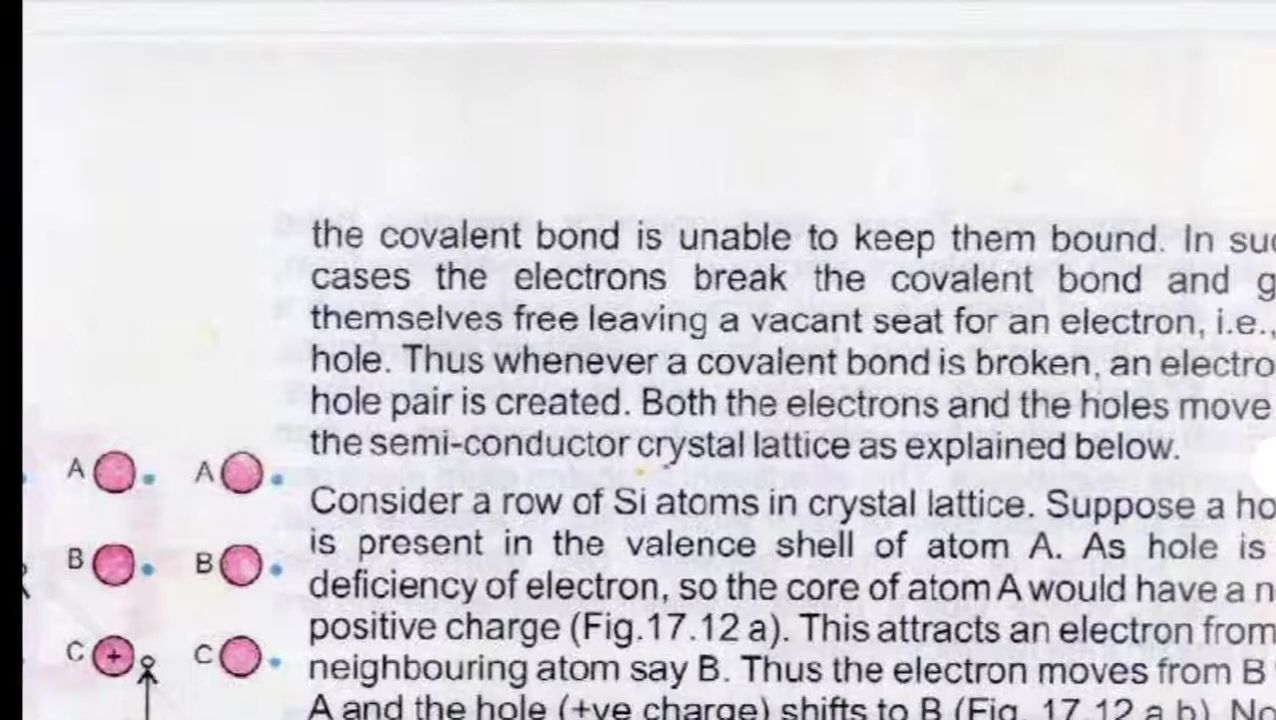 the covalent bond is unable to keep them bound. In
cases the electrons break the covalent bond and
themselves free leaving a vacant seat for an electron, i.e.,
hole. Thus whenever a covalent bond is broken, an
hole pair is created. Both the electrons and the holes move
the semi-conductor crystal lattice as explained below.
A A
Consider a row of Si atoms in crystal lattice. Suppose a
is present in the valence shell of atom A. As hole is
B B
deficiency of electron, so the core of atom A would have a
positive charge (Fig.17.12 a). This attracts an electron from
C + C
neighbouring atom say B. Thus the electron moves from B
A and the hole (+ve charge) shifts to B (Fig. 17.12 a,b).